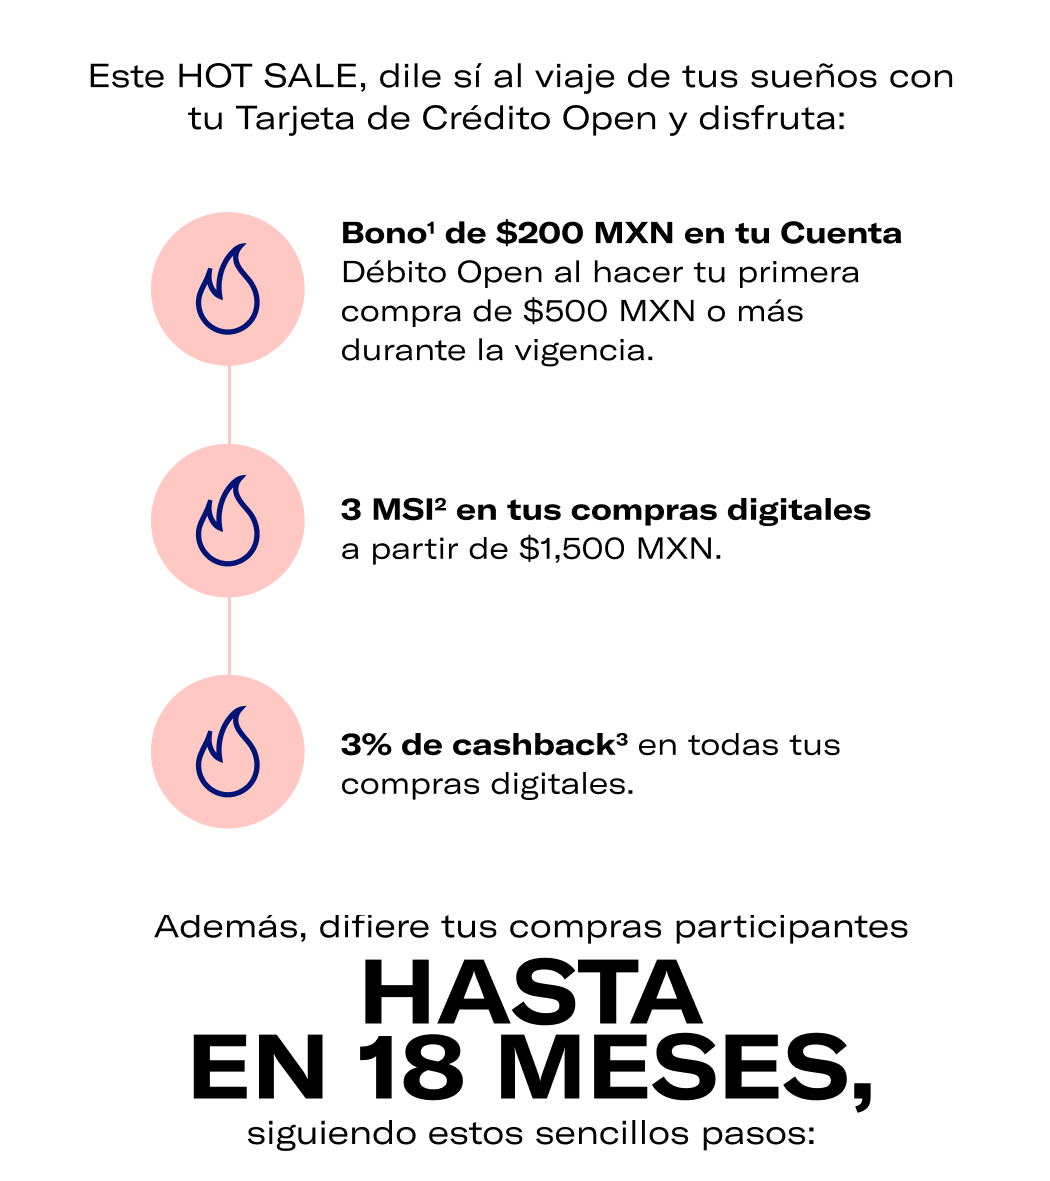 Este HOT SALE, dile sí al viaje de tus sueños con
tu Tarjeta de Crédito Open y disfruta:
Bono¹ de $200 MXN en tu Cuenta
Débito Open al hacer tu primera
compra de $500 MXN o más
durante la vigencia.
3 MSI² en tus compras digitales
a partir de $1,500 MXN.
3% de cashback³ en todas tus
compras digitales.
Además, difiere tus compras participantes
HASTA
EN 18 MESES,
siguiendo estos sencillos pasos: